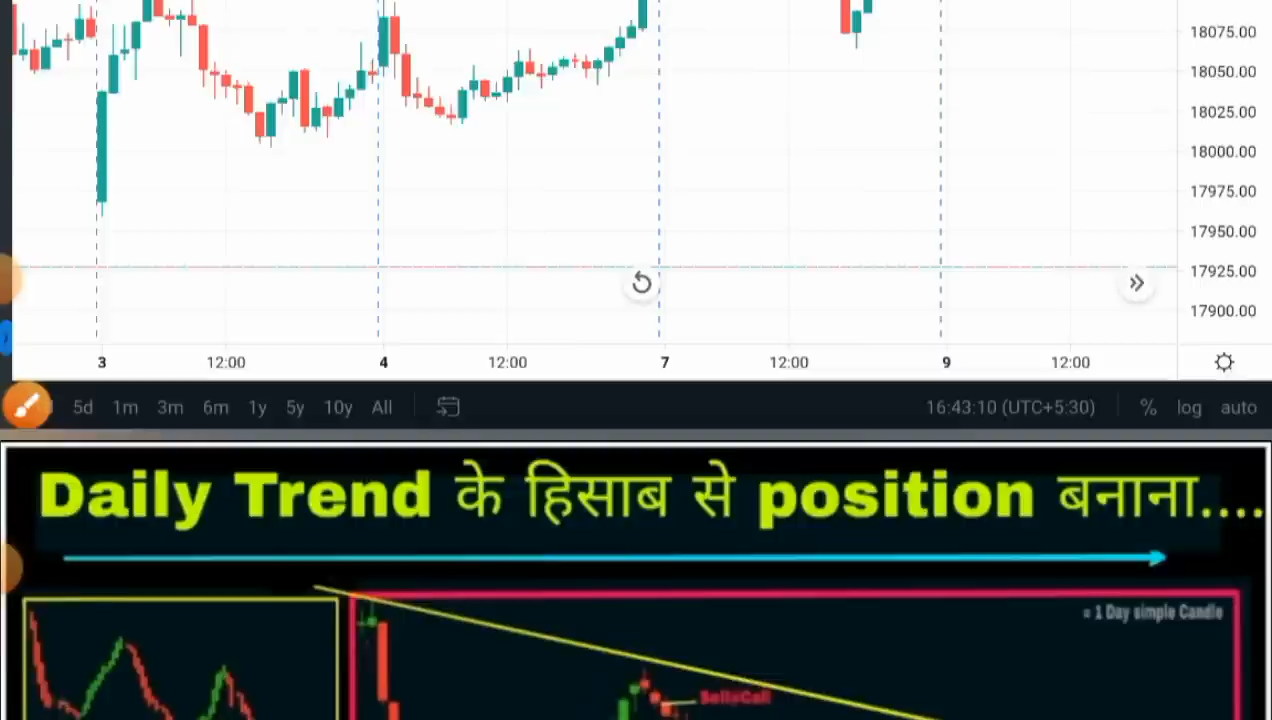 18075.00
18050.00
18025.00
18000.00
17975.00
17950.00
17925.00
17900.00
3 12:00 4 12:00 7 12:00 9 12:00
5d 1m 3m 6m 1y 5y 10y All 16:43:10 (UTC+5:30) % log auto
Daily Trend के हिसाब से position बनाना....
= 1 Day simple Candle